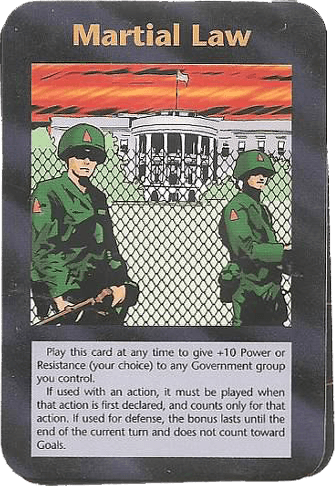 Martial Law
Play this card at any time to give +10 Power or
Resistance (your choice) to any Government group
you control.
If used with an action, it must be played when
that action is first declared, and counts only for that
action. If used for defense, the bonus lasts until the
end of the current turn and does not count toward
Goals.